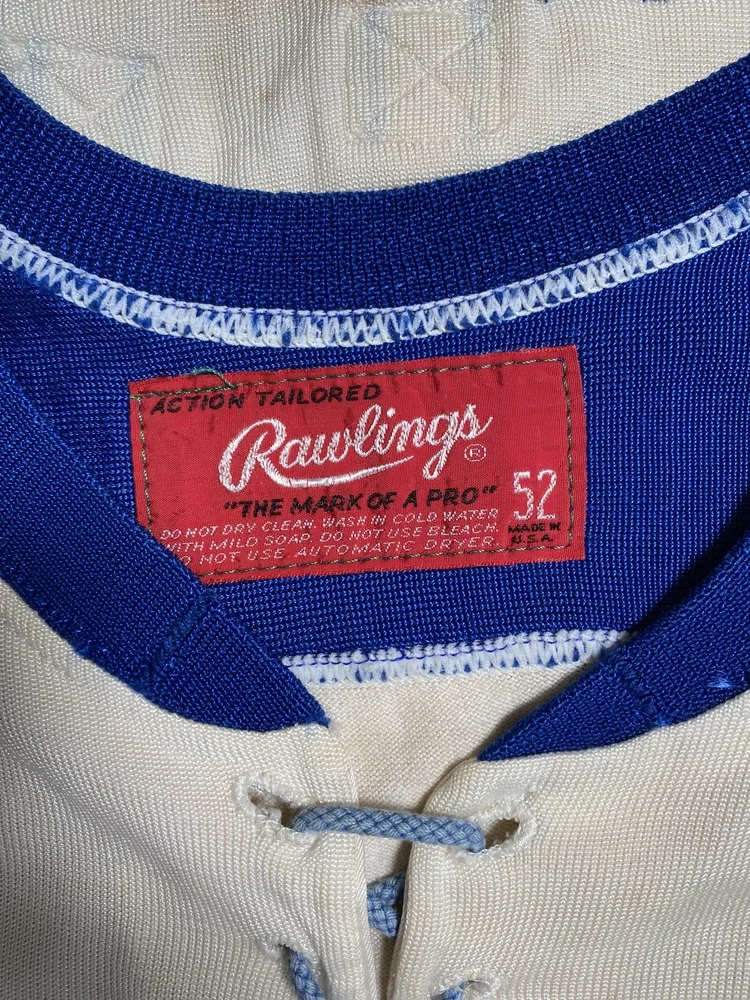 ACTION TAILORED
Rawlings ®
"THE MARK OF A PRO"
52
DO NOT DRY CLEAN. WASH IN COLD WATER
WITH MILD SOAP. DO NOT USE BLEACH.
DO NOT USE AUTOMATIC DRYER.
MADE IN
U.S.A.